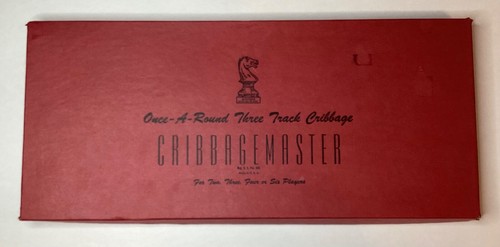 Once-A-Round Three Track Cribbage
CRIBBAGEMASTER
For Two, Three, Four or Six Players